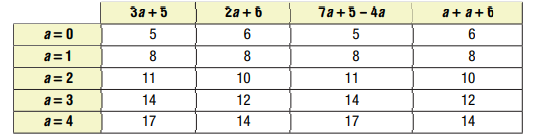 3a + 5 2a + 6 7a + 5 – 4a a + a + 6
a = 0 5 6 5 6
a = 1 8 8 8 8
a = 2 11 10 11 10
a = 3 14 12 14 12
a = 4 17 14 17 14